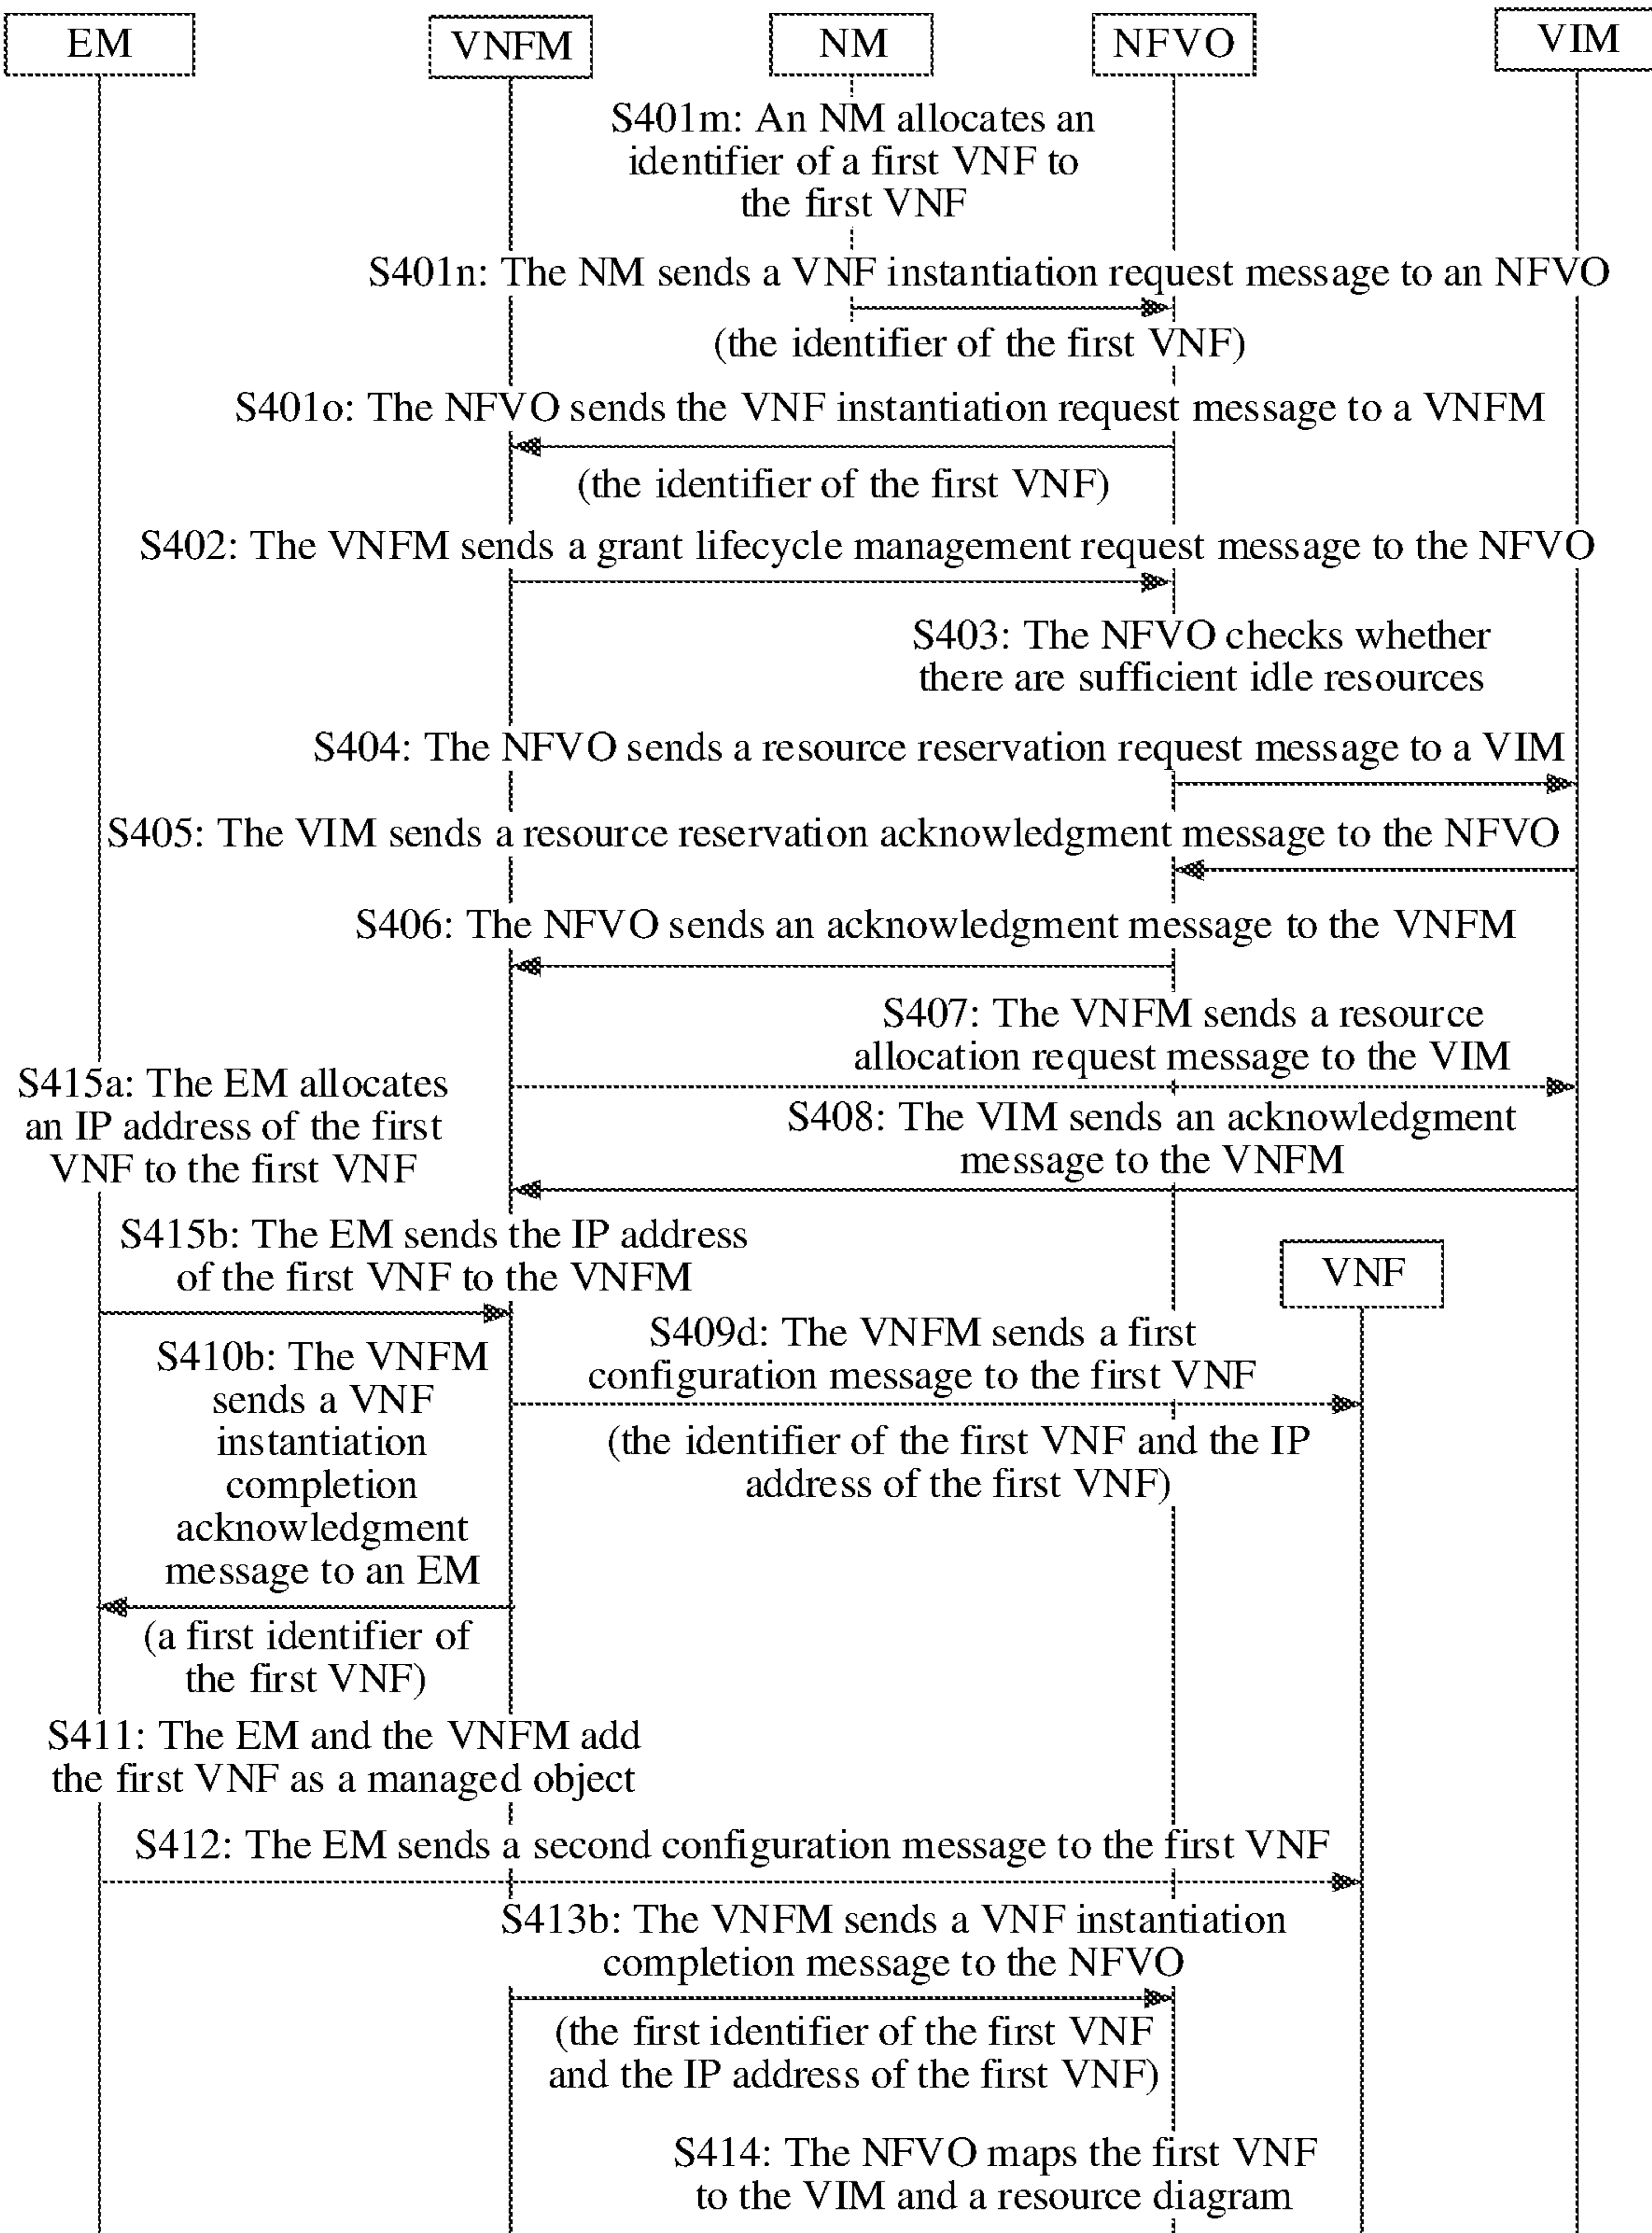 EM
VNFM
NM
NFVO
VIM
S401m: An NM allocates an
identifier of a first VNF to
the first VNF
S401n: The NM sends a VNF instantiation request message to an NFVO
(the identifier of the first VNF)
S401o: The NFVO sends the VNF instantiation request message to a VNFM
(the identifier of the first VNF)
S402: The VNFM sends a grant lifecycle management request message to the NFVO
S403: The NFVO checks whether
there are sufficient idle resources
S404: The NFVO sends a resource reservation request message to a VIM
S405: The VIM sends a resource reservation acknowledgment message to the NFVO
S406: The NFVO sends an acknowledgment message to the VNFM
S407: The VNFM sends a resource
allocation request message to the VIM
S415a: The EM allocates
an IP address of the first
VNF to the first VNF
S408: The VIM sends an acknowledgment
message to the VNFM
S415b: The EM sends the IP address
of the first VNF to the VNFM
VNF
S409d: The VNFM sends a first
configuration message to the first VNF
(the identifier of the first VNF and the IP
address of the first VNF)
S410b: The VNFM
sends a VNF
instantiation
completion
acknowledgment
message to an EM
(a first identifier of
the first VNF)
S411: The EM and the VNFM add
the first VNF as a managed object
S412: The EM sends a second configuration message to the first VNF
S413b: The VNFM sends a VNF instantiation
completion message to the NFVO
(the first identifier of the first VNF
and the IP address of the first VNF)
S414: The NFVO maps the first VNF
to the VIM and a resource diagram